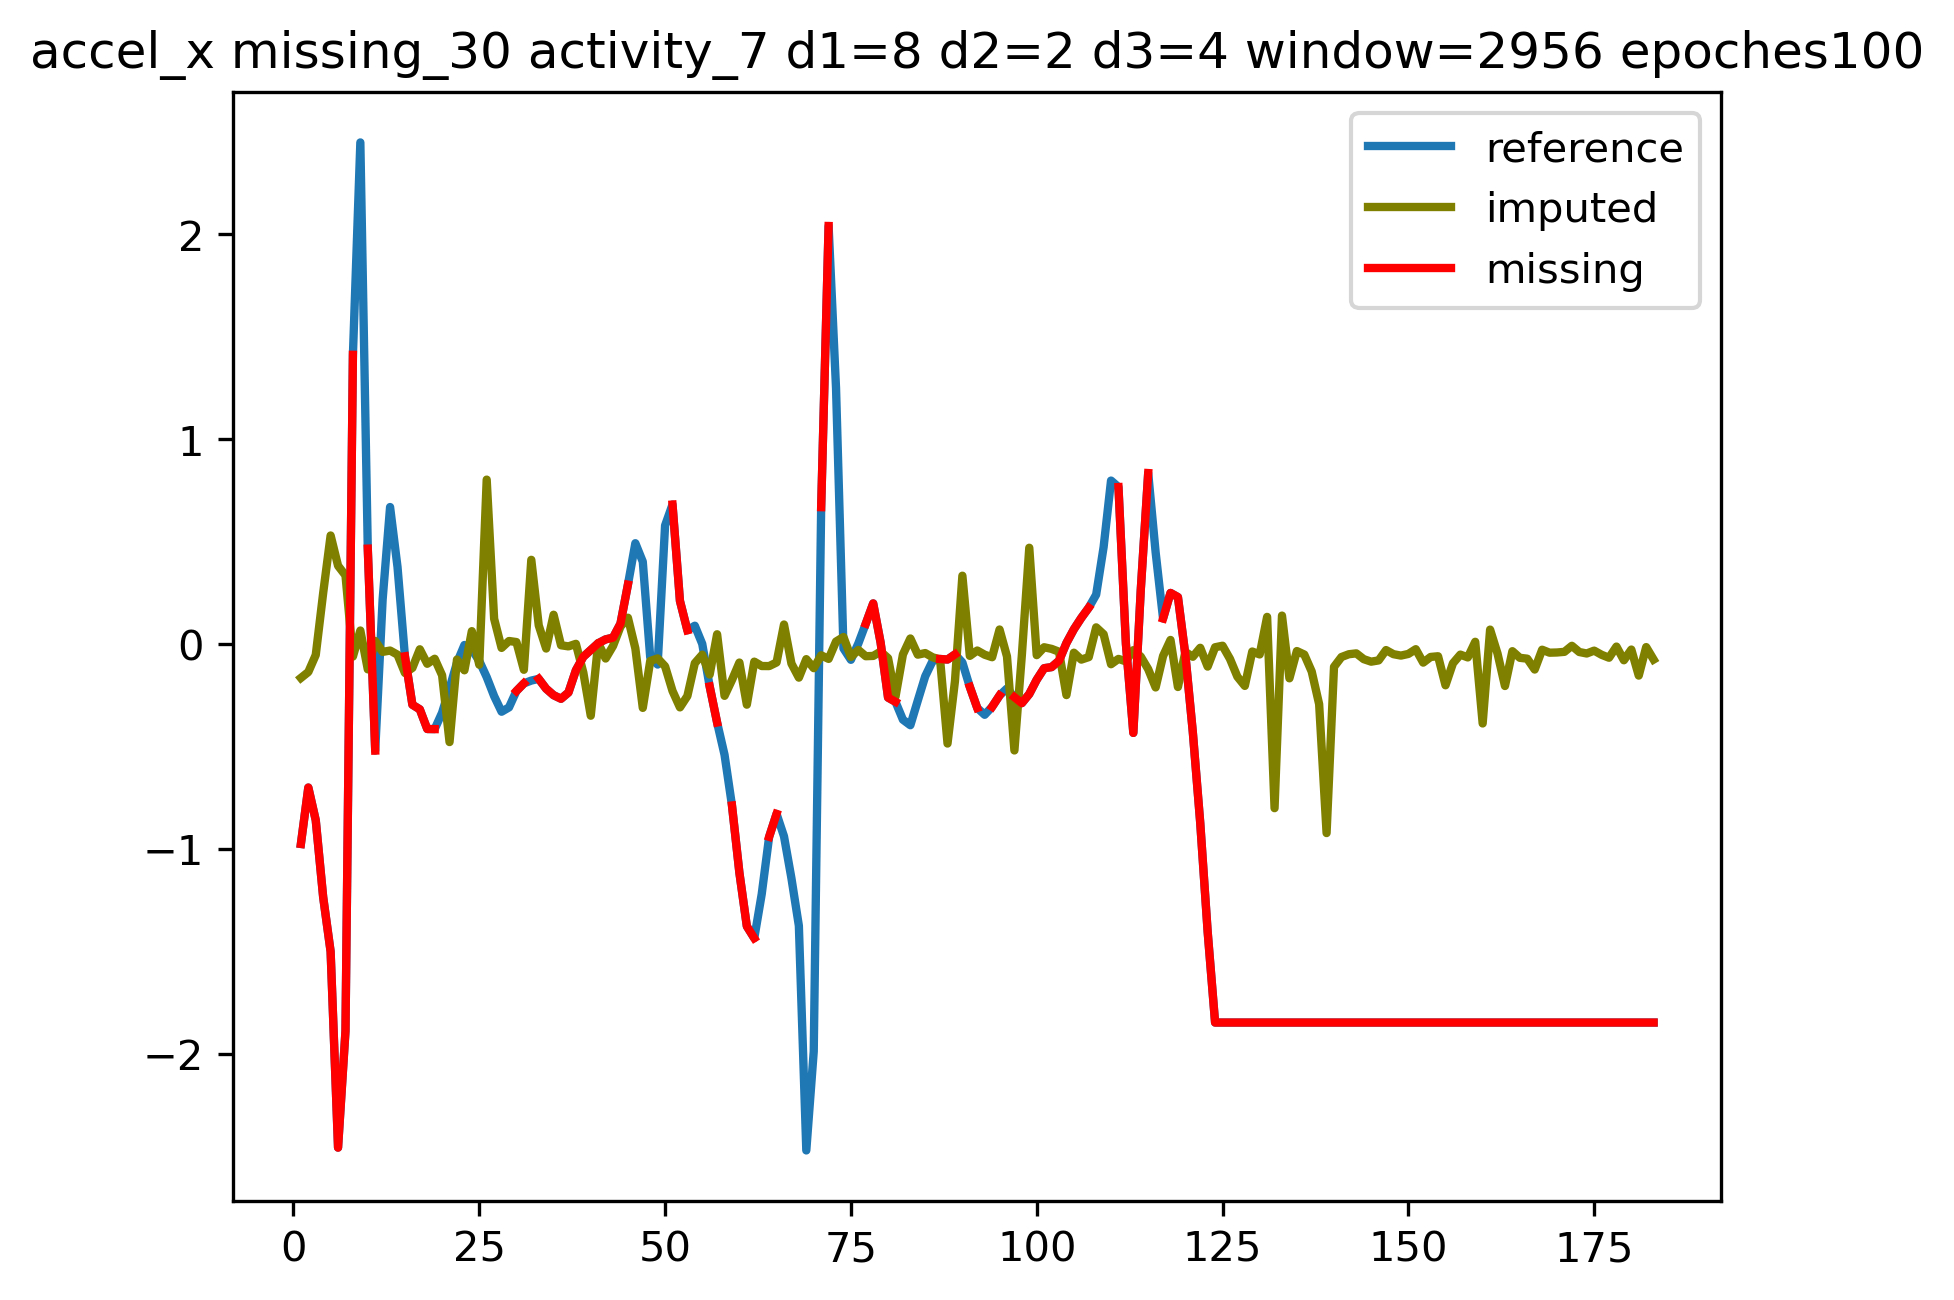 accel_x missing_30 activity_7 d1=8 d2=2 d3=4 window=2956 epoches100
reference
imputed
missing
2
1
0
−1
−2
0 25 50 75 100 125 150 175